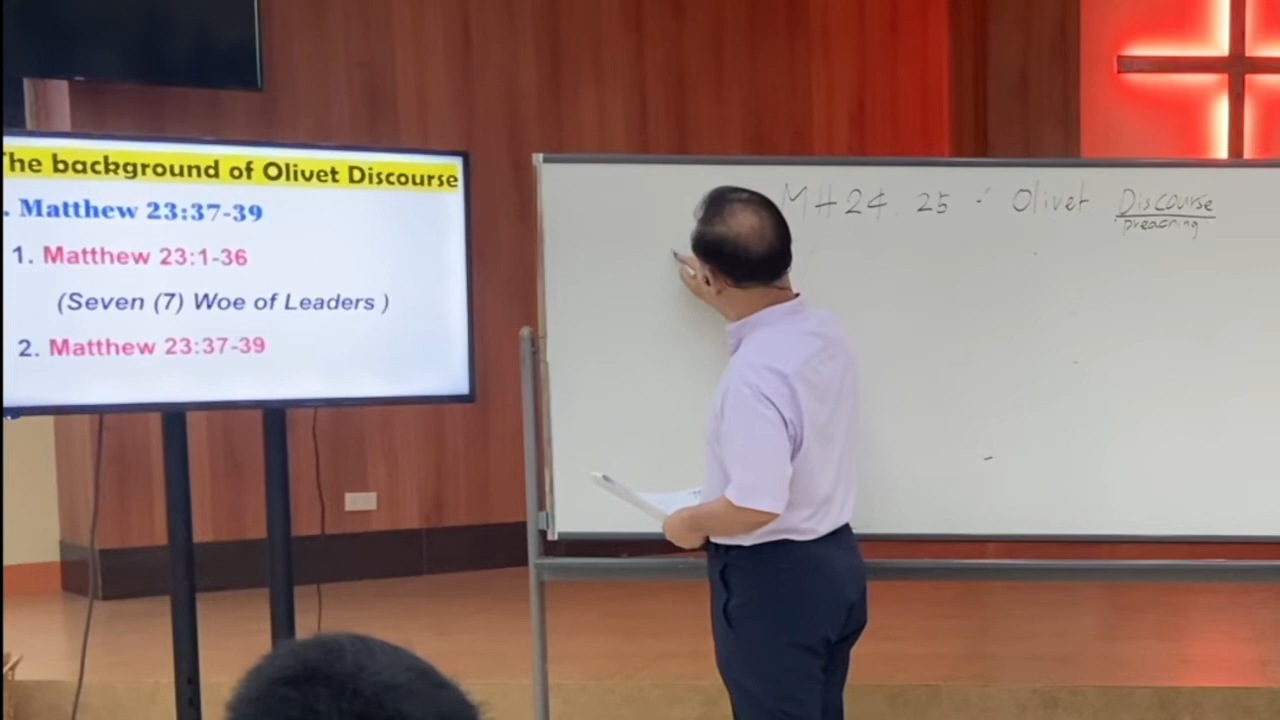 The background of Olivet Discourse
. Matthew 23:37-39
1. Matthew 23:1-36
(Seven (7) Woe of Leaders )
2. Matthew 23:37-39
MH 24. 25 - Olivet Discourse
preaching